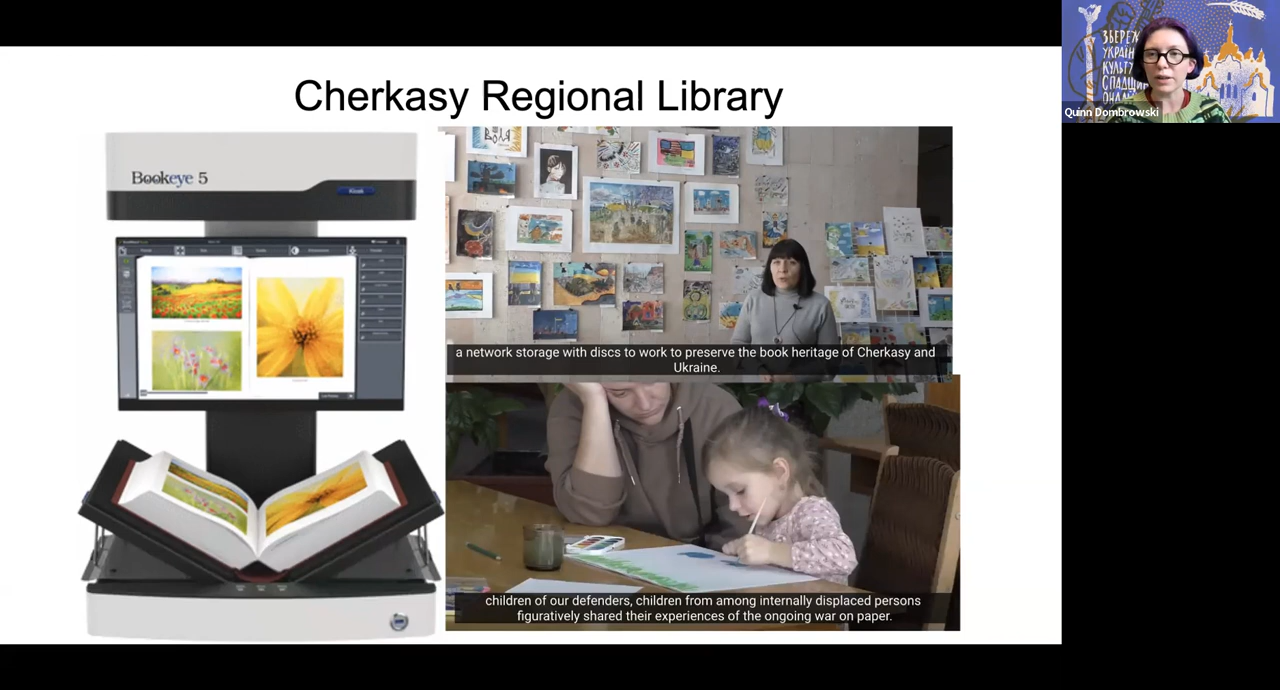 Cherkasy Regional Library
Bookeye 5
Kiosk
ВОЛЯ
a network storage with discs to work to preserve the book heritage of Cherkasy and
Ukraine.
children of our defenders, children from among internally displaced persons
figuratively shared their experiences of the ongoing war on paper.
Quinn Dombrowski